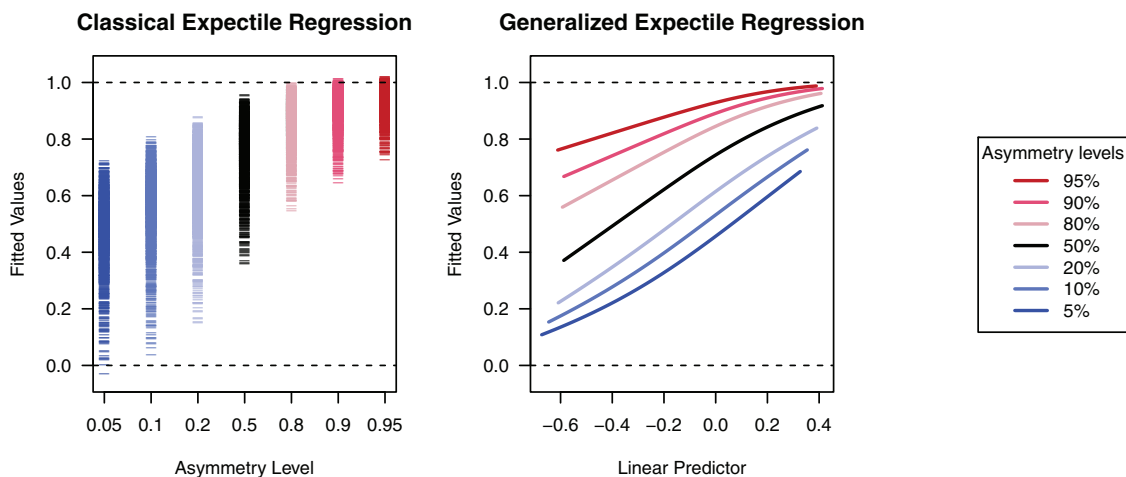 Classical Expectile Regression
Fitted Values
1.0
0.8
0.6
0.4
0.2
0.0
0.05 0.1 0.2 0.5 0.8 0.9 0.95
Asymmetry Level
Generalized Expectile Regression
Fitted Values
1.0
0.8
0.6
0.4
0.2
0.0
−0.6 −0.4 −0.2 0.0 0.2 0.4
Linear Predictor
Asymmetry levels
95%
90%
80%
50%
20%
10%
5%